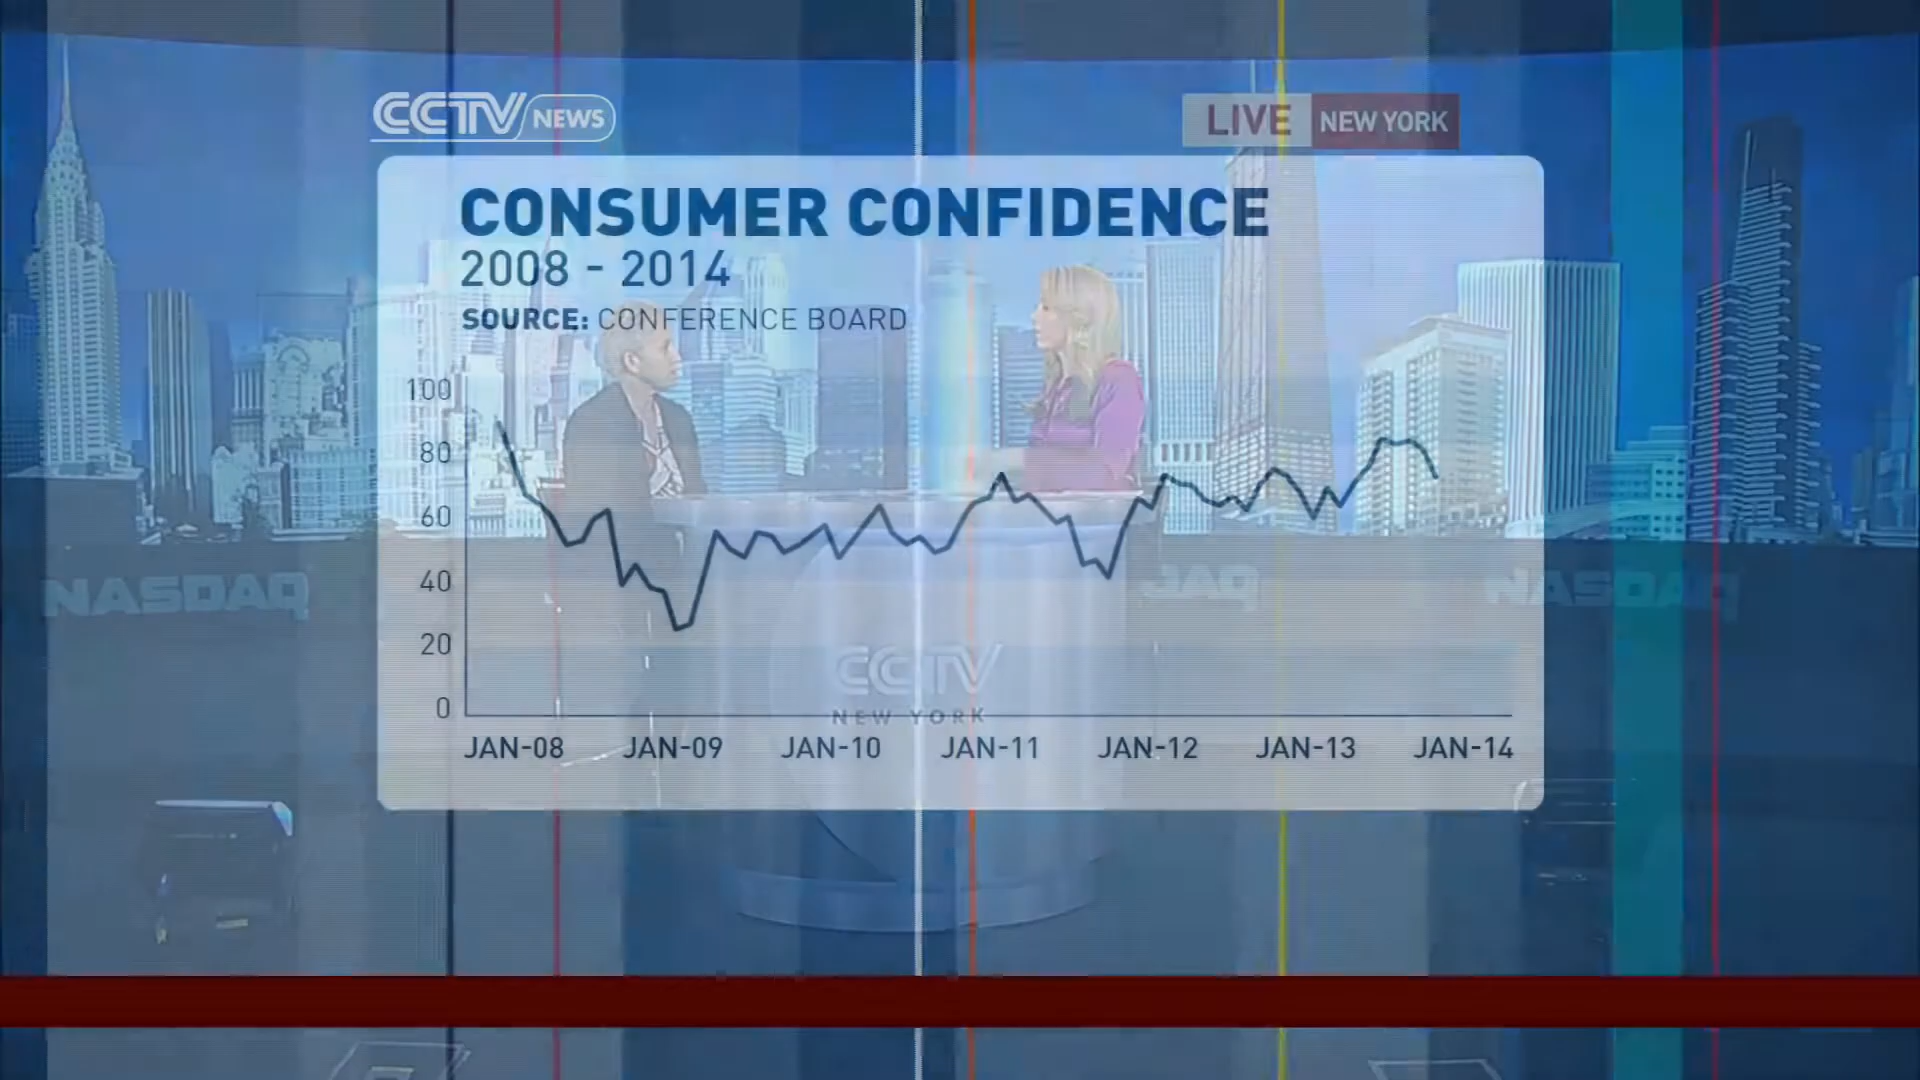 CCTV NEWS
LIVE NEW YORK
CONSUMER CONFIDENCE
2008 - 2014
SOURCE: CONFERENCE BOARD
100
80
60
40
20
0
JAN-08 JAN-09 JAN-10 JAN-11 JAN-12 JAN-13 JAN-14
NASDAQ
JAQ
NASDAQ
CCTV
NEW YORK